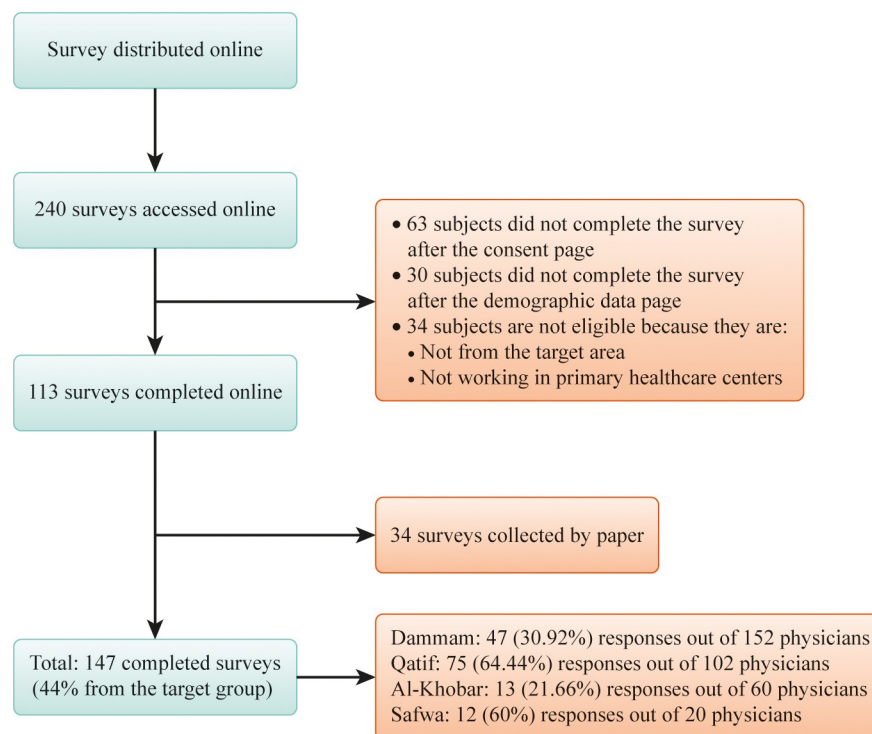 Survey distributed online
240 surveys accessed online
• 63 subjects did not complete the survey
after the consent page
• 30 subjects did not complete the survey
after the demographic data page
• 34 subjects are not eligible because they are:
• Not from the target area
• Not working in primary healthcare centers
113 surveys completed online
34 surveys collected by paper
Total: 147 completed surveys
(44% from the target group)
Dammam: 47 (30.92%) responses out of 152 physicians
Qatif: 75 (64.44%) responses out of 102 physicians
Al-Khobar: 13 (21.66%) responses out of 60 physicians
Safwa: 12 (60%) responses out of 20 physicians